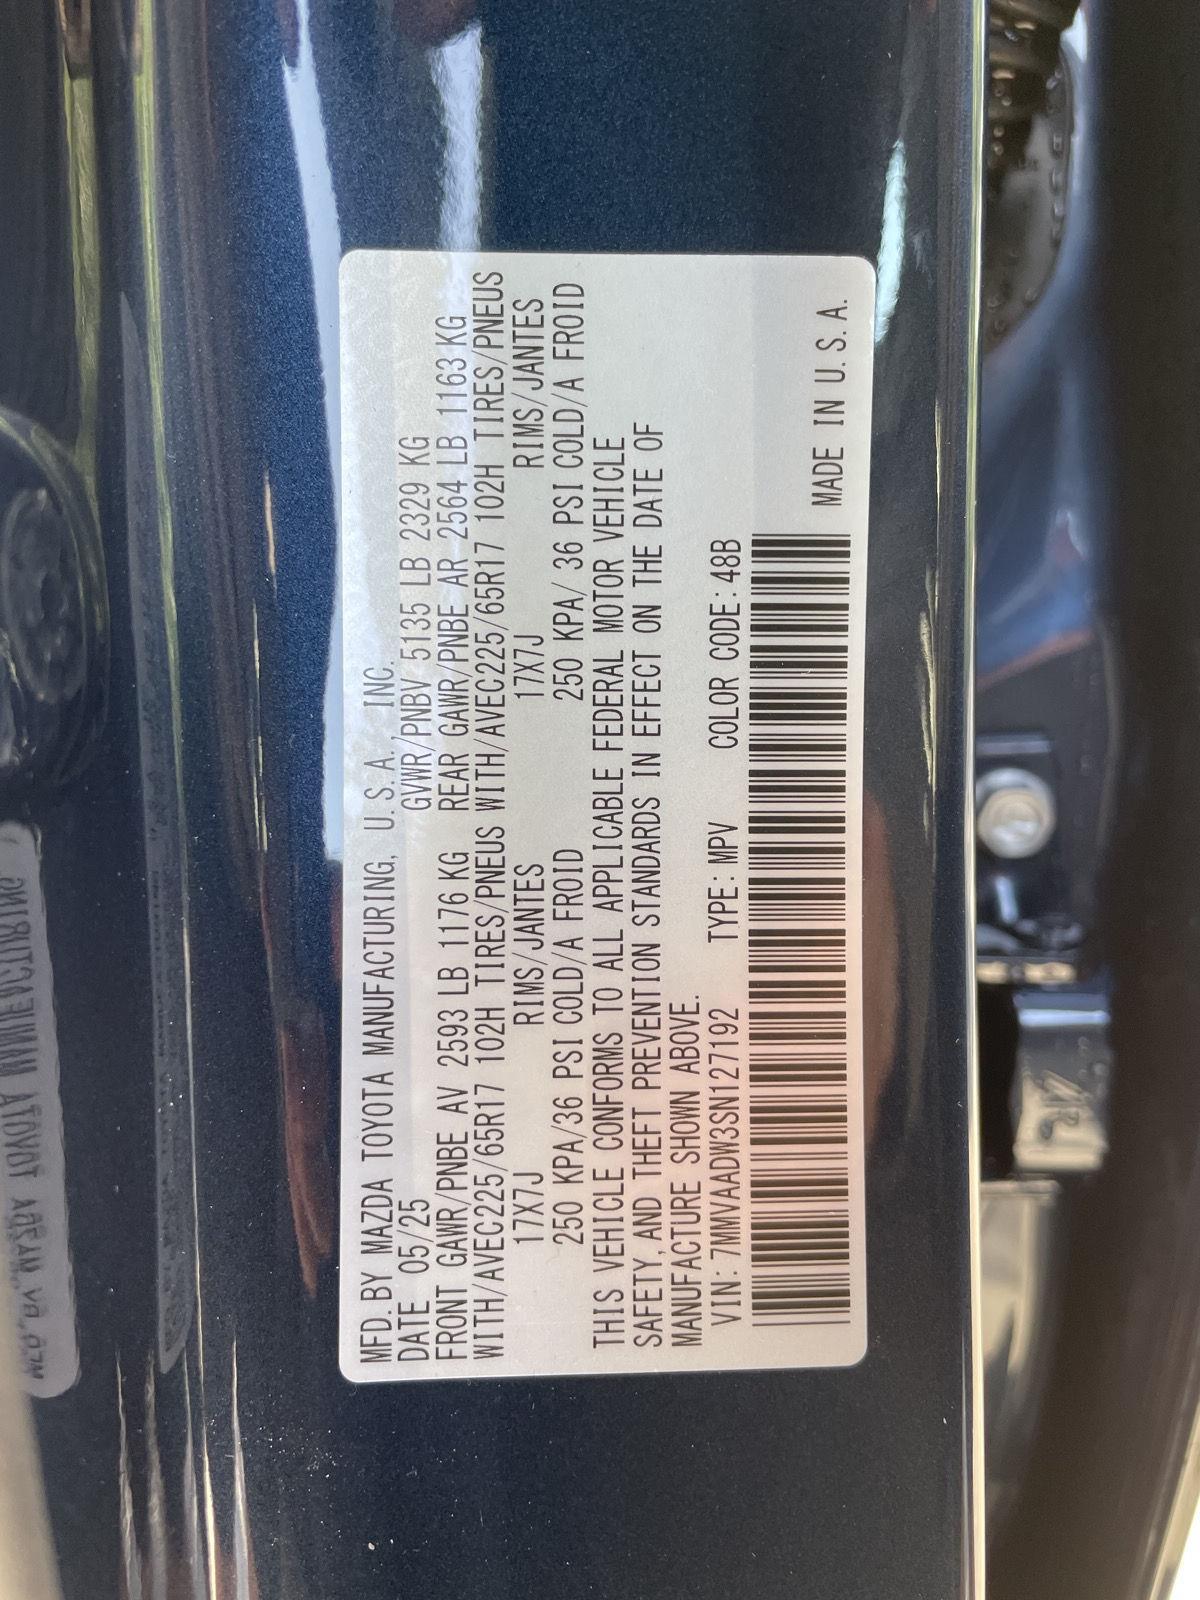 MFD. BY MAZDA TOYOTA MANUFACTURING, U.S.A., INC.
DATE 05/25 GVWR/PNBV 5135 LB 2329 KG
FRONT GAWR/PNBE AV 2593 LB 1176 KG REAR GAWR/PNBE AR 2564 LB 1163 KG
WITH/AVEC225/65R17 102H TIRES/PNEUS WITH/AVEC225/65R17 102H TIRES/PNEUS
17X7J RIMS/JANTES 17X7J RIMS/JANTES
250 KPA/36 PSI COLD/A FROID 250 KPA/ 36 PSI COLD/A FROID
THIS VEHICLE CONFORMS TO ALL APPLICABLE FEDERAL MOTOR VEHICLE
SAFETY, AND THEFT PREVENTION STANDARDS IN EFFECT ON THE DATE OF
MANUFACTURE SHOWN ABOVE.
VIN: 7MMVAADW3SN127192 TYPE: MPV COLOR CODE: 48B
MADE IN U.S.A.